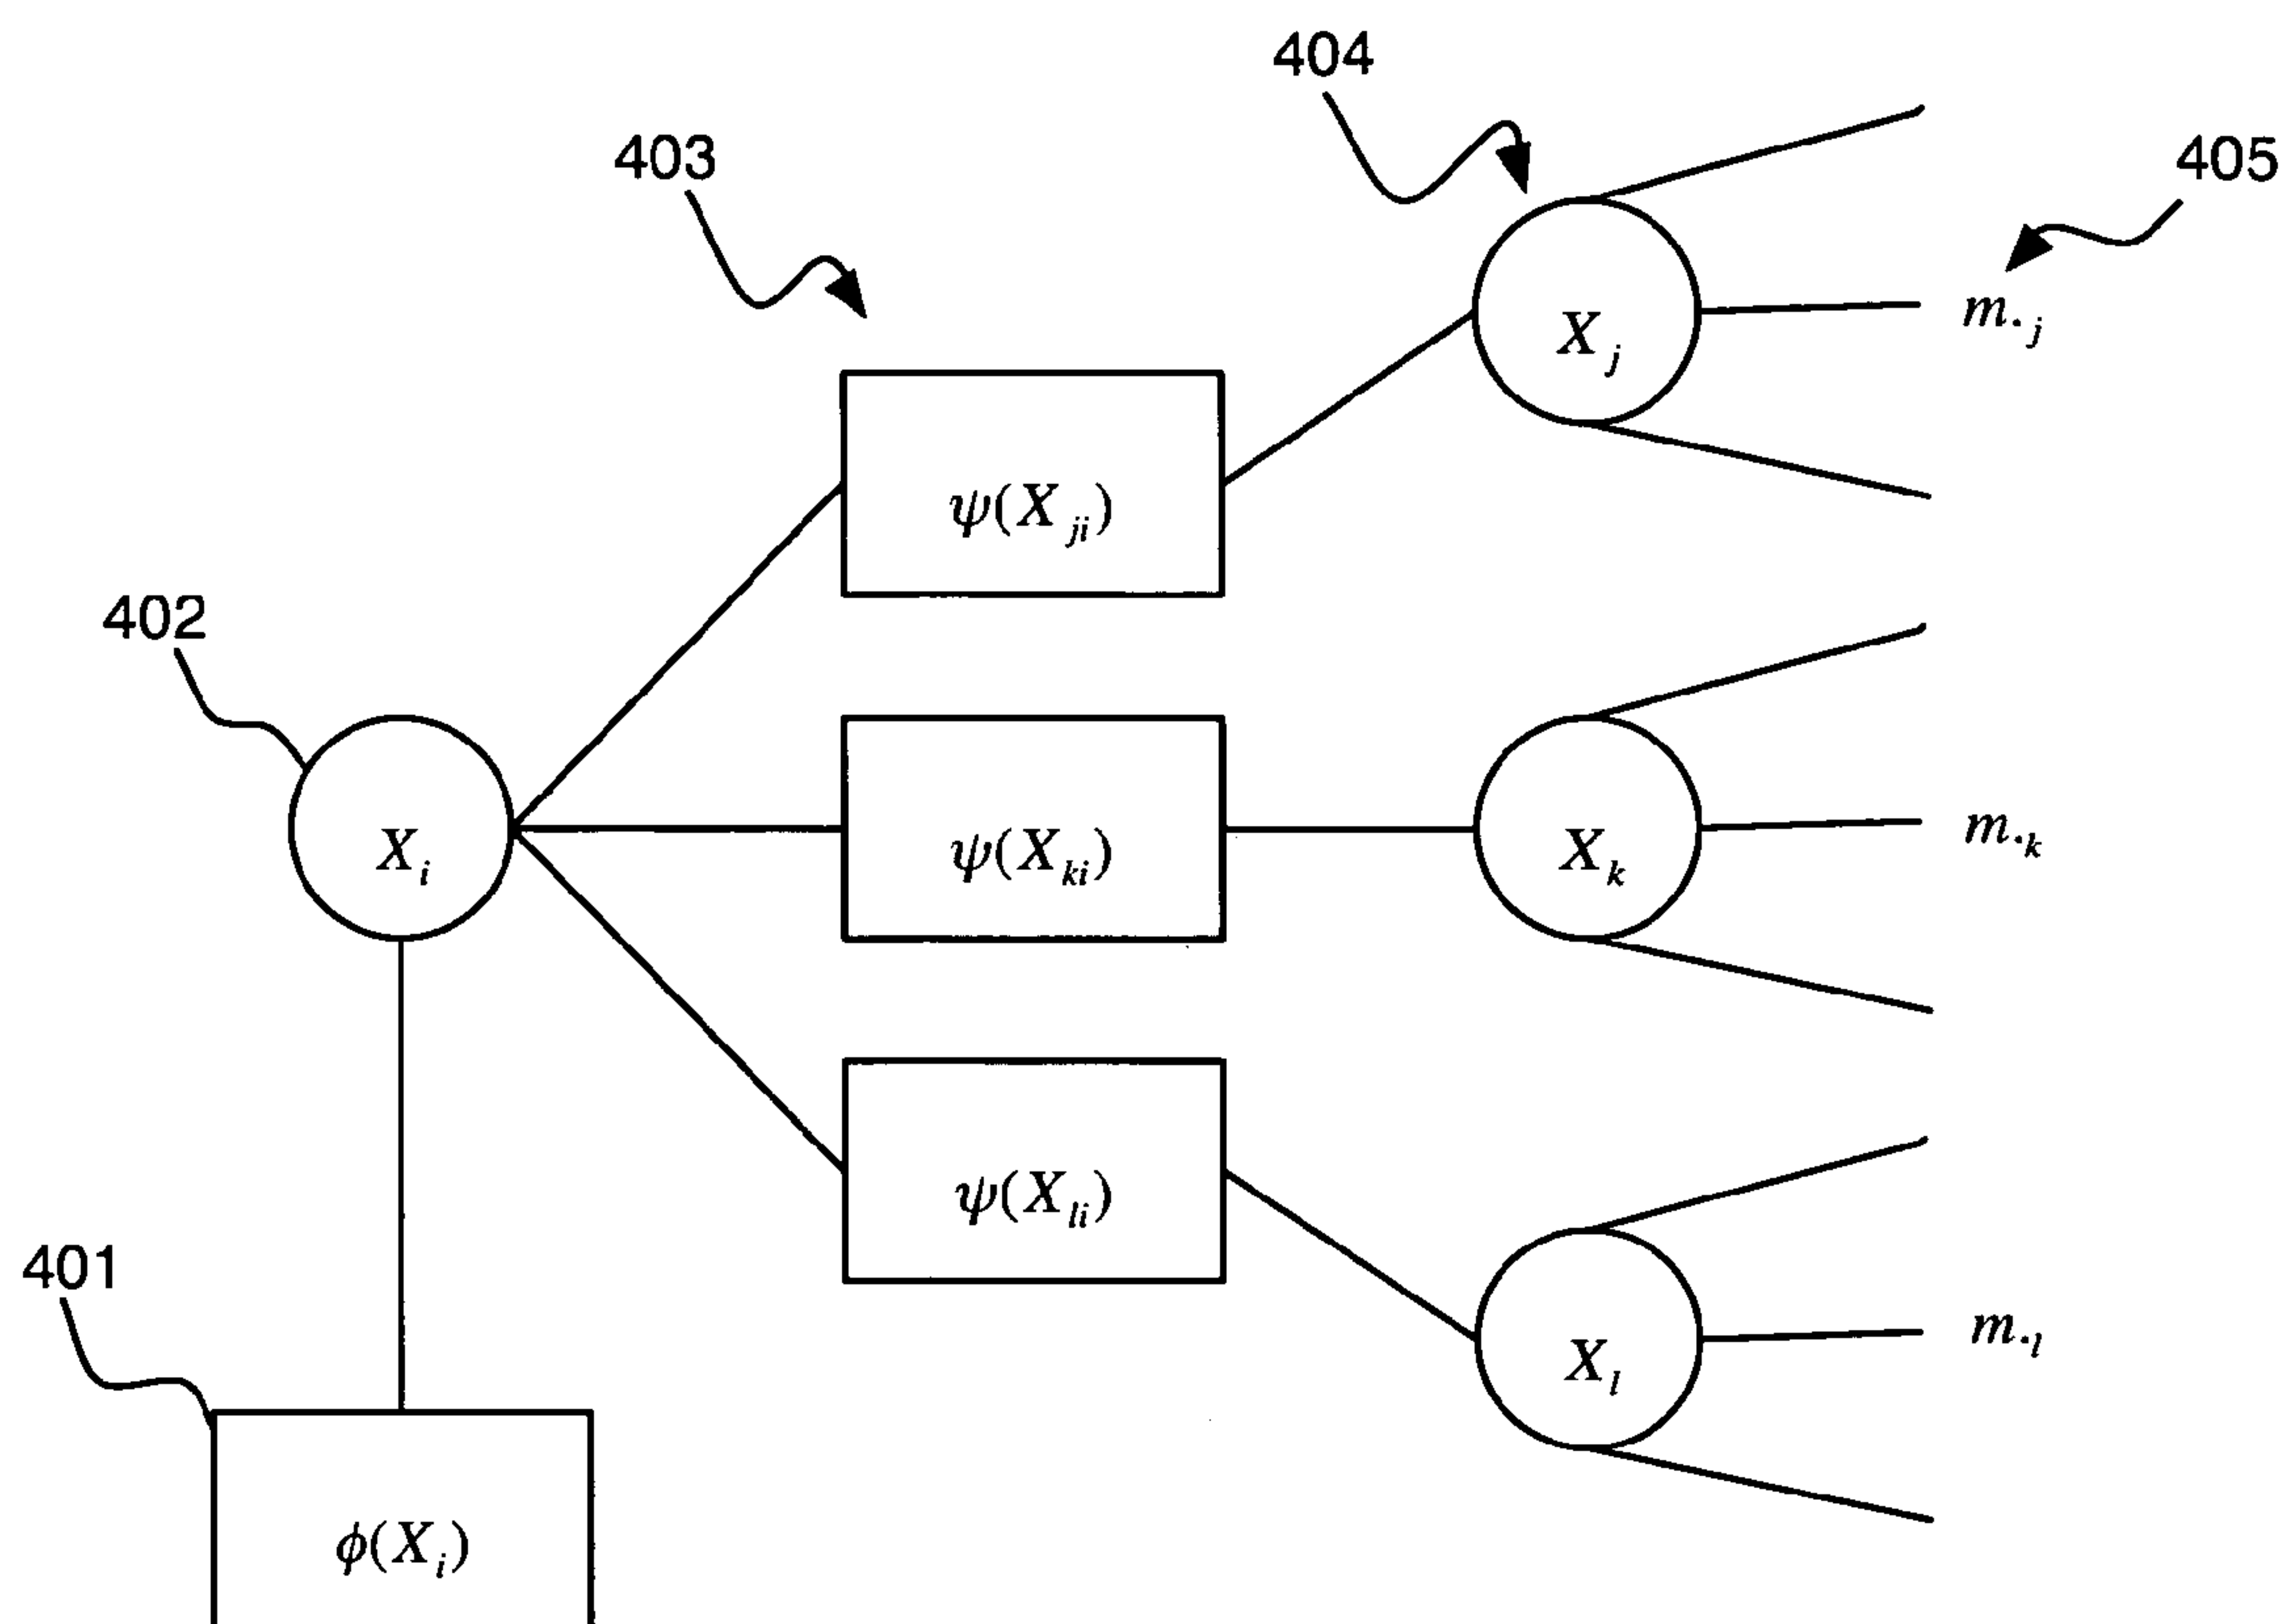 404
403
405
m._j
X_j
ψ(X_ji)
402
X_i
ψ(X_ki)
X_k
m._k
ψ(X_li)
401
X_l
m._l
ϕ(X_i)